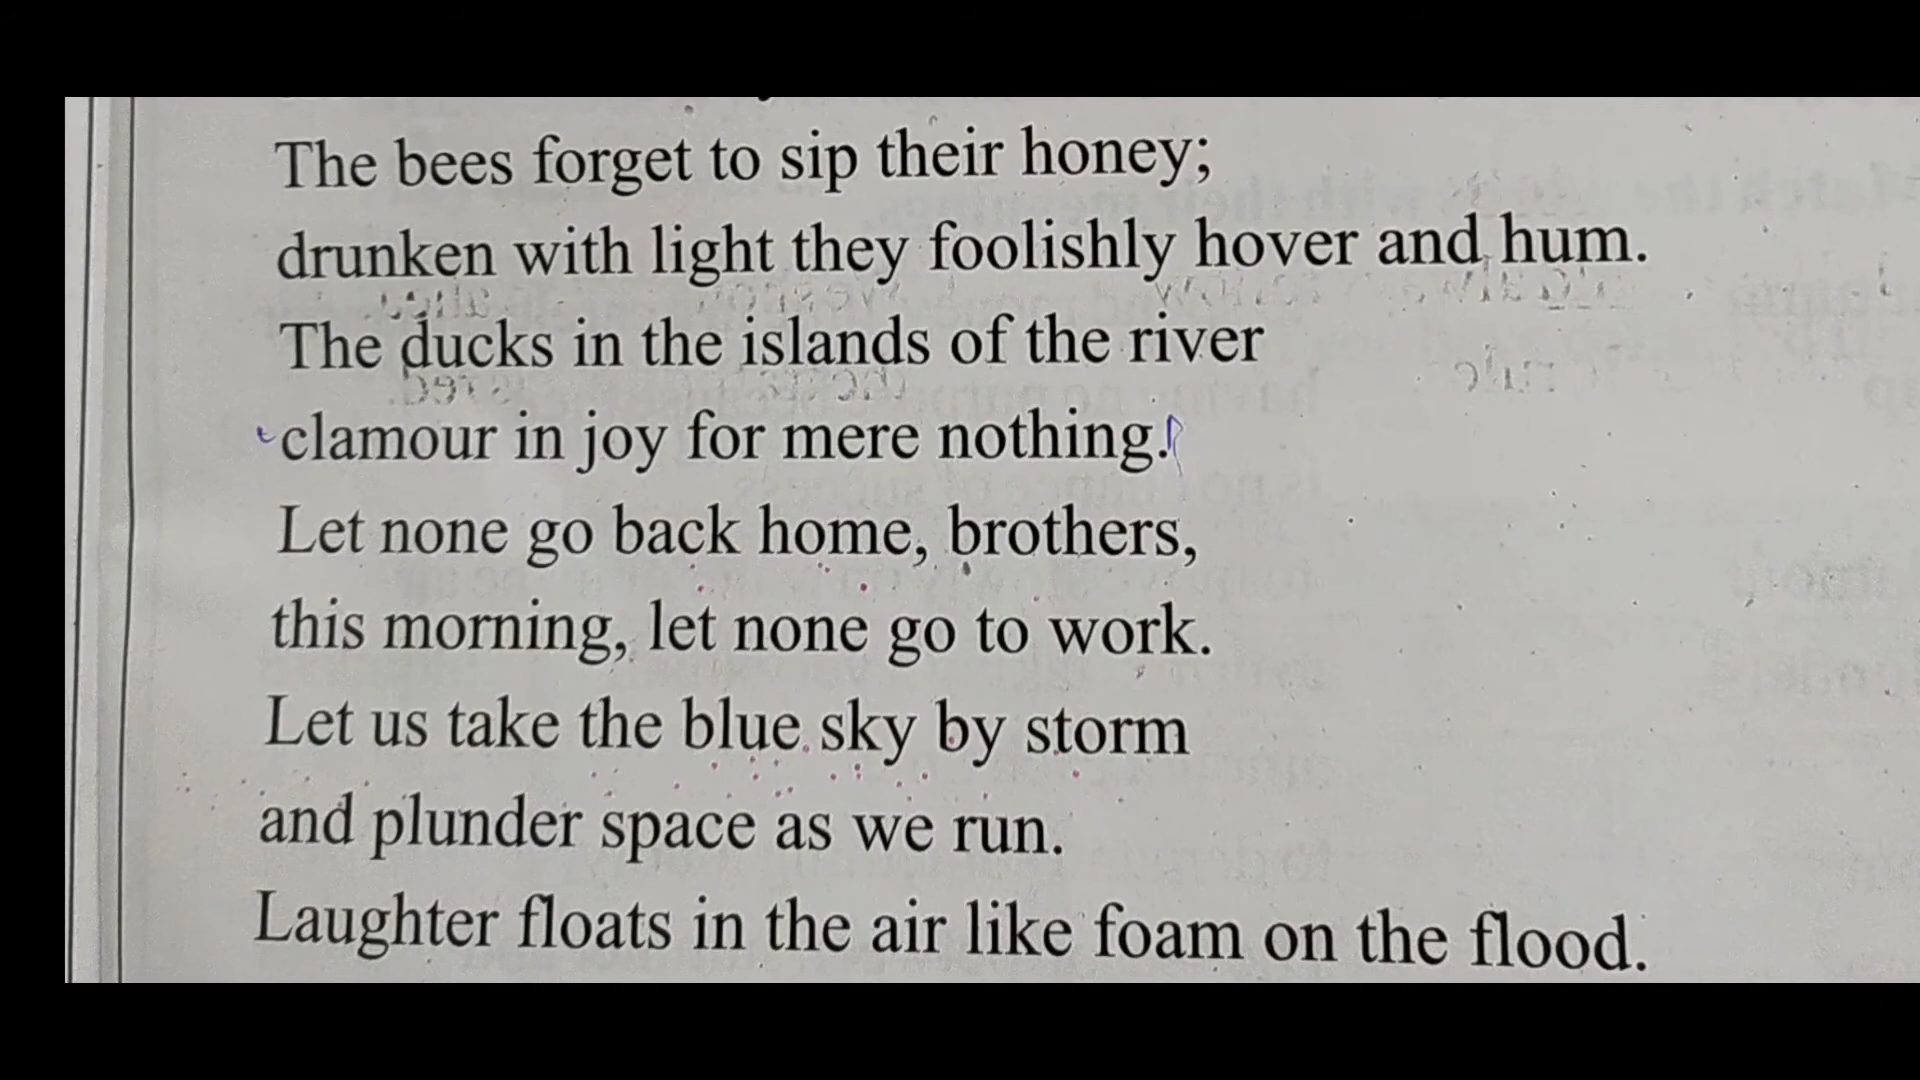 The bees forget to sip their honey;
drunken with light they foolishly hover and hum.
The ducks in the islands of the river
clamour in joy for mere nothing.
Let none go back home, brothers,
this morning, let none go to work.
Let us take the blue sky by storm
and plunder space as we run.
Laughter floats in the air like foam on the flood.